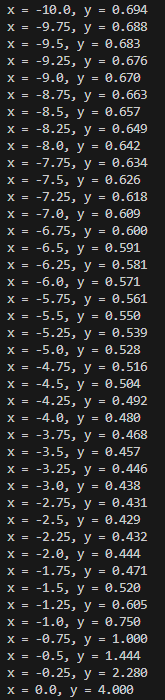 x = -10.0, y = 0.694
x = -9.75, y = 0.688
x = -9.5, y = 0.683
x = -9.25, y = 0.676
x = -9.0, y = 0.670
x = -8.75, y = 0.663
x = -8.5, y = 0.657
x = -8.25, y = 0.649
x = -8.0, y = 0.642
x = -7.75, y = 0.634
x = -7.5, y = 0.626
x = -7.25, y = 0.618
x = -7.0, y = 0.609
x = -6.75, y = 0.600
x = -6.5, y = 0.591
x = -6.25, y = 0.581
x = -6.0, y = 0.571
x = -5.75, y = 0.561
x = -5.5, y = 0.550
x = -5.25, y = 0.539
x = -5.0, y = 0.528
x = -4.75, y = 0.516
x = -4.5, y = 0.504
x = -4.25, y = 0.492
x = -4.0, y = 0.480
x = -3.75, y = 0.468
x = -3.5, y = 0.457
x = -3.25, y = 0.446
x = -3.0, y = 0.438
x = -2.75, y = 0.431
x = -2.5, y = 0.429
x = -2.25, y = 0.432
x = -2.0, y = 0.444
x = -1.75, y = 0.471
x = -1.5, y = 0.520
x = -1.25, y = 0.605
x = -1.0, y = 0.750
x = -0.75, y = 1.000
x = -0.5, y = 1.444
x = -0.25, y = 2.280
x = 0.0, y = 4.000